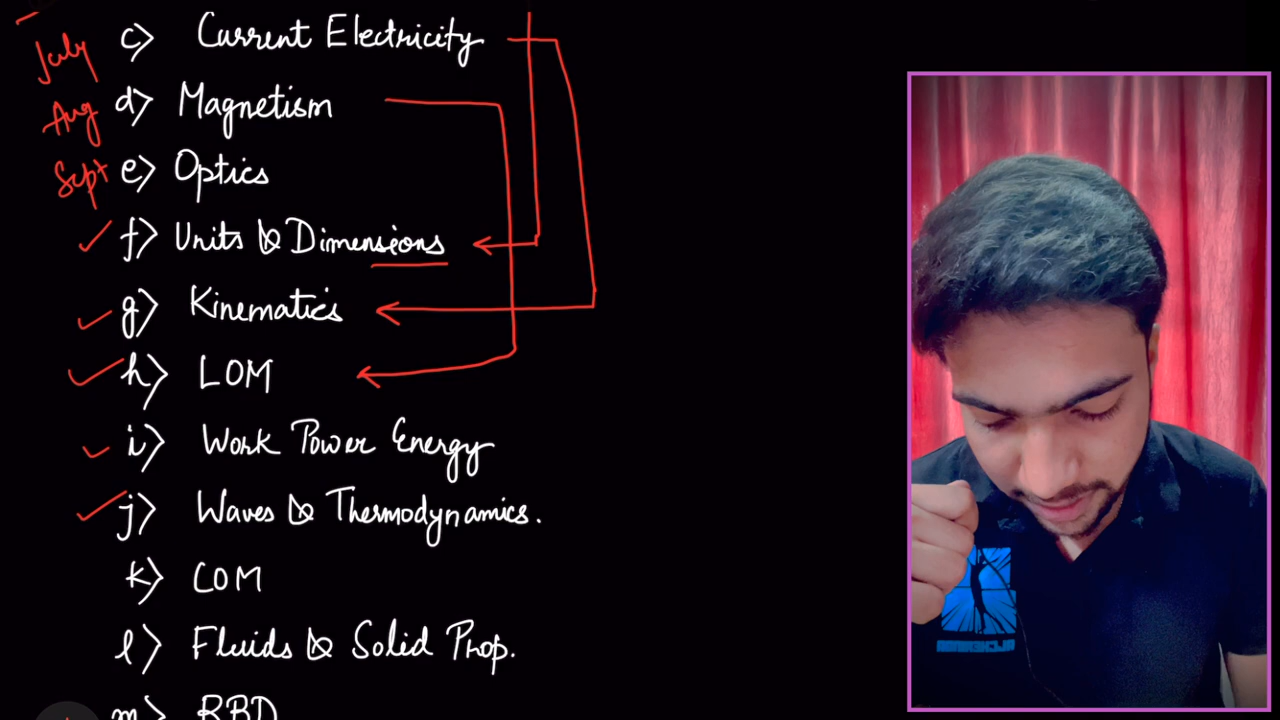 July c) Current Electricity
Aug d) Magnetism
Sept e) Optics
f) Units & Dimensions
g) Kinematics
h) LOM
i) Work Power Energy
j) Waves & Thermodynamics.
k) COM
l) Fluids & Solid Prop.
m) RBD